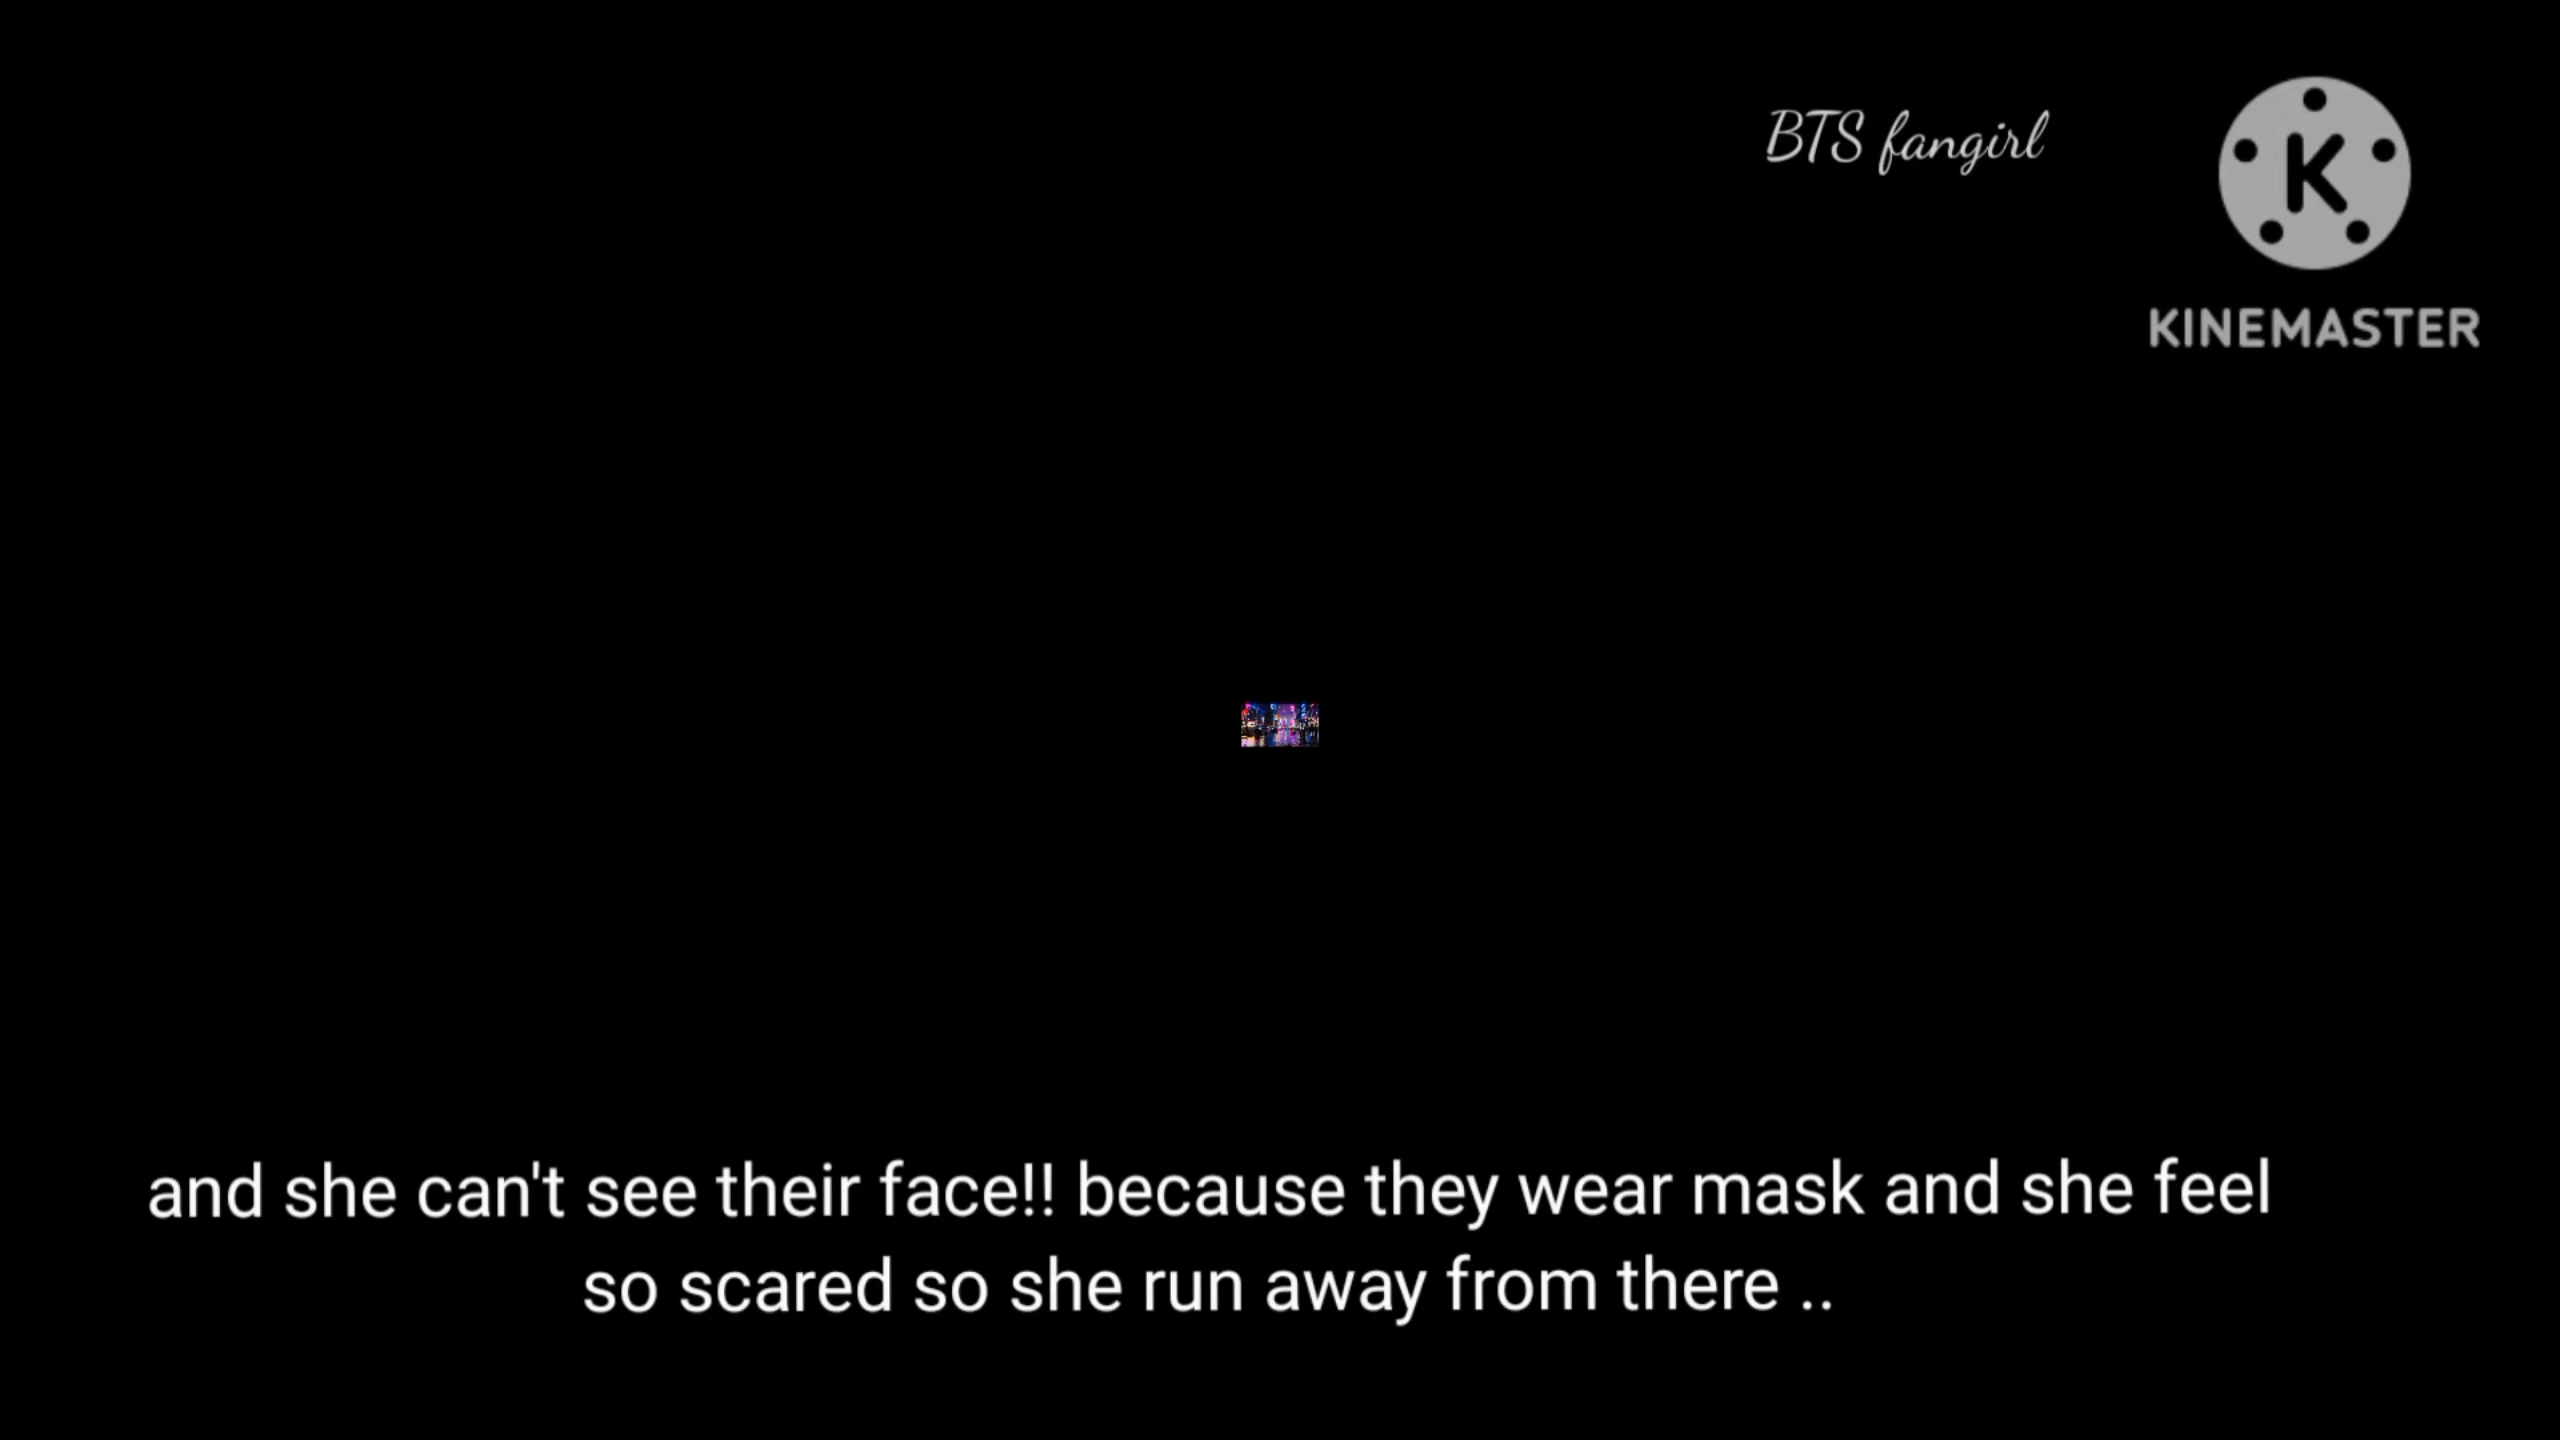 BTS fangirl
K
KINEMASTER
and she can't see their face!! because they wear mask and she feel
so scared so she run away from there ..